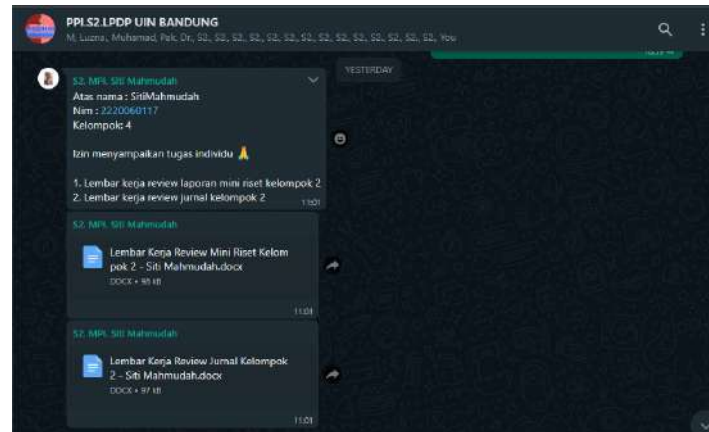 PPI.S2.LPDP UIN BANDUNG
M, Luzna, Muhamad, Pak, Dr., S2., S2, S2, S2., S2, S2, S2, S2, S2, S2, S2, S2, S2, S2, You
YESTERDAY
S2. MPI. Siti Mahmudah
Atas nama : SitiMahmudah
Nim : 2220060117
Kelompok: 4
Izin menyampaikan tugas individu 🙏
1. Lembar kerja review laporan mini riset kelompok 2
2. Lembar kerja review jurnal kelompok 2
11:01
S2. MPI. Siti Mahmudah
Lembar Kerja Review Mini Riset Kelom
pok 2 - Siti Mahmudah.docx
DOCX •
11:01
S2. MPI. Siti Mahmudah
Lembar Kerja Review Jurnal Kelompok
2 - Siti Mahmudah.docx
DOCX • 97 kB
11:01